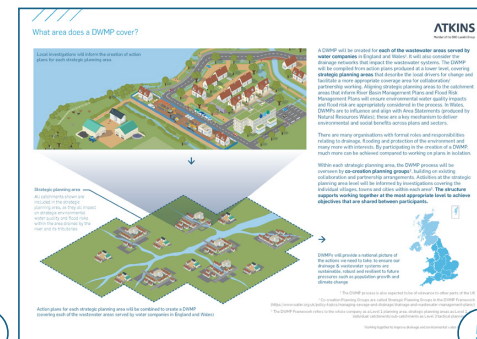 What area does a DWMP cover?
ATKINS
Member of the SNC-Lavalin Group
Local investigations will inform the creation of action
plans for each strategic planning area
A DWMP will be created for each of the wastewater areas served by
water companies in England and Wales¹. It will also consider the
drainage networks that impact the wastewater systems. The DWMP
will be compiled from action plans produced at a lower level, covering
strategic planning areas that describe the local drivers for change and
facilitate a more appropriate coverage area for collaboration/
partnership working. Aligning strategic planning areas to the catchment
areas that inform River Basin Management Plans and Flood Risk
Management Plans will ensure environmental water quality impacts
and flood risk are appropriately considered in the process. In Wales,
DWMPs are to influence and align with Area Statements (produced by
Natural Resources Wales); these are a key mechanism to deliver
environmental and social benefits across plans and sectors.
There are many organisations with formal roles and responsibilities
relating to drainage, flooding and protection of the environment and
many more with interests. By participating in the creation of a DWMP,
much more can be achieved compared to working on plans in isolation.
Within each strategic planning area, the DWMP process will be
overseen by co-creation planning groups², building on existing
collaboration and partnership arrangements. Activities at the strategic
planning area level will be informed by investigations covering the
individual villages, towns and cities within each³. The structure
supports working together at the most appropriate level to achieve
objectives that are shared between participants.
Strategic planning area
All catchments shown are
included in the strategic
planning area, as they all impact
on strategic environmental
water quality and flood risks
within the area drained by the
river and its tributaries
DWMPs will provide a national picture of
the actions we need to take, to ensure our
drainage & wastewater systems are
sustainable, robust and resilient to future
pressures such as population growth and
climate change
Action plans for each strategic planning area will be combined to create a DWMP
(covering each of the wastewater areas served by water companies in England and Wales)